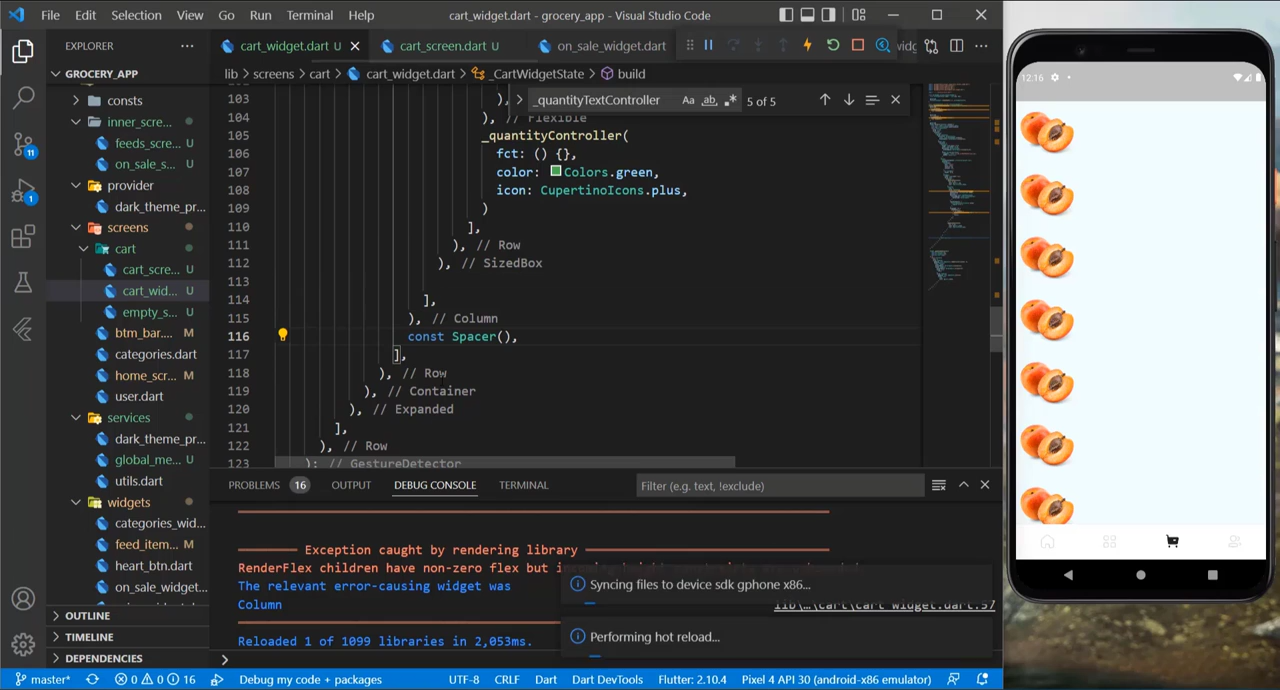 File Edit Selection View Go Run Terminal Help
cart_widget.dart - grocery_app - Visual Studio Code
EXPLORER
cart_widget.dart U
cart_screen.dart U
on_sale_widget.dart
GROCERY_APP
lib > screens > cart > cart_widget.dart > _CartWidgetState > build
_quantityTextController
Aa ab 5 of 5
consts
inner_scre...
feeds_scre... U
on_sale_s... U
provider
dark_theme_pr...
screens
cart
cart_scre... U
cart_wid... U
empty_s... U
btm_bar.... M
categories.dart
home_scr... M
user.dart
services
dark_theme_pr...
global_me... U
utils.dart
widgets
categories_wid...
feed_item... M
heart_btn.dart
on_sale_widget...
OUTLINE
TIMELINE
DEPENDENCIES
103 ),
104 ), // Flexible
105 _quantityController(
106 fct: () {},
107 color: Colors.green,
108 icon: CupertinoIcons.plus,
109 )
110 ],
111 ), // Row
112 ), // SizedBox
113
114 ],
115 ), // Column
116 const Spacer(),
117 ],
118 ), // Row
119 ), // Container
120 ), // Expanded
121 ],
122 ), // Row
123 ); // GestureDetector
PROBLEMS 16 OUTPUT DEBUG CONSOLE TERMINAL
Filter (e.g. text, !exclude)
Exception caught by rendering library
RenderFlex children have non-zero flex but
The relevant error-causing widget was
Column
lib\…\cart\cart_widget.dart:57
Reloaded 1 of 1099 libraries in 2,053ms.
Syncing files to device sdk gphone x86...
Performing hot reload...
master* 0 0 16 Debug my code + packages UTF-8 CRLF Dart Dart DevTools Flutter: 2.10.4 Pixel 4 API 30 (android-x86 emulator)
11
1
12:16